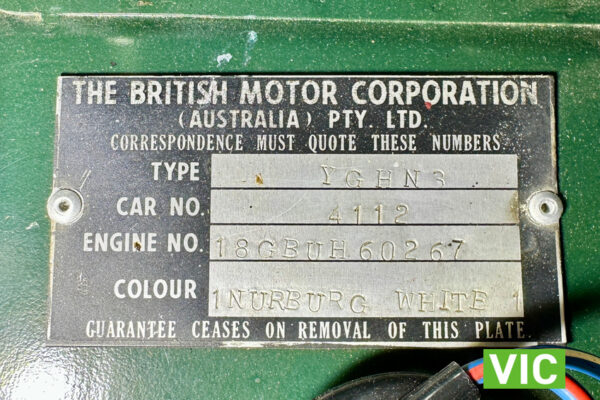 THE BRITISH MOTOR CORPORATION
(AUSTRALIA) PTY. LTD.
CORRESPONDENCE MUST QUOTE THESE NUMBERS
TYPE YGHN3
CAR NO. 4112
ENGINE NO. 18GBUH60267
COLOUR 1NURBURG WHITE 1
GUARANTEE CEASES ON REMOVAL OF THIS PLATE.
VIC